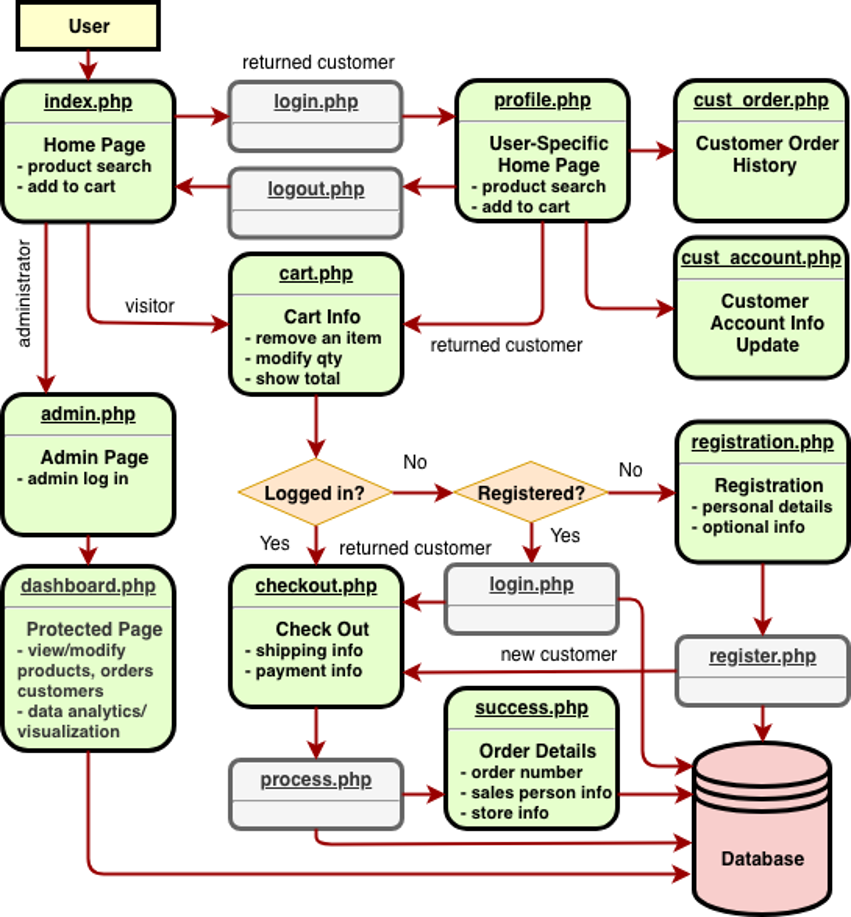 User
returned customer
index.php
Home Page
- product search
- add to cart
login.php
logout.php
profile.php
User-Specific
Home Page
- product search
- add to cart
cust_order.php
Customer Order
History
cust_account.php
Customer
Account Info
Update
administrator
visitor
cart.php
Cart Info
- remove an item
- modify qty
- show total
returned customer
admin.php
Admin Page
- admin log in
Logged in?
No
Registered?
No
registration.php
Registration
- personal details
- optional info
Yes
returned customer
Yes
dashboard.php
Protected Page
- view/modify
products, orders
customers
- data analytics/
visualization
checkout.php
Check Out
- shipping info
- payment info
login.php
new customer
register.php
process.php
success.php
Order Details
- order number
- sales person info
- store info
Database